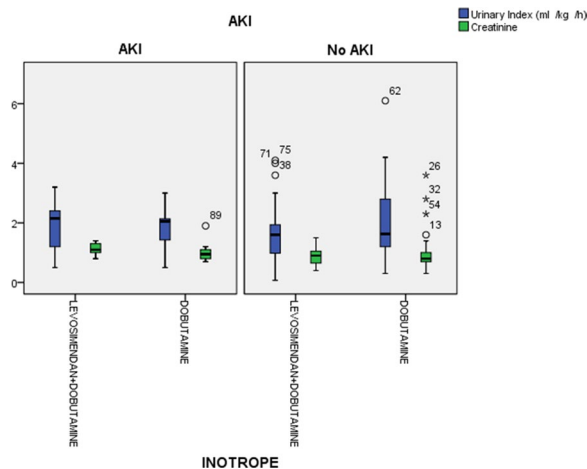 AKI
Urinary Index (ml /kg /h)
Creatinine
AKI
No AKI
6
4
2
0
89
71
75
38
62
26
32
54
13
LEVOSIMENDAN+DOBUTAMINE
DOBUTAMINE
LEVOSIMENDAN+DOBUTAMINE
DOBUTAMINE
INOTROPE